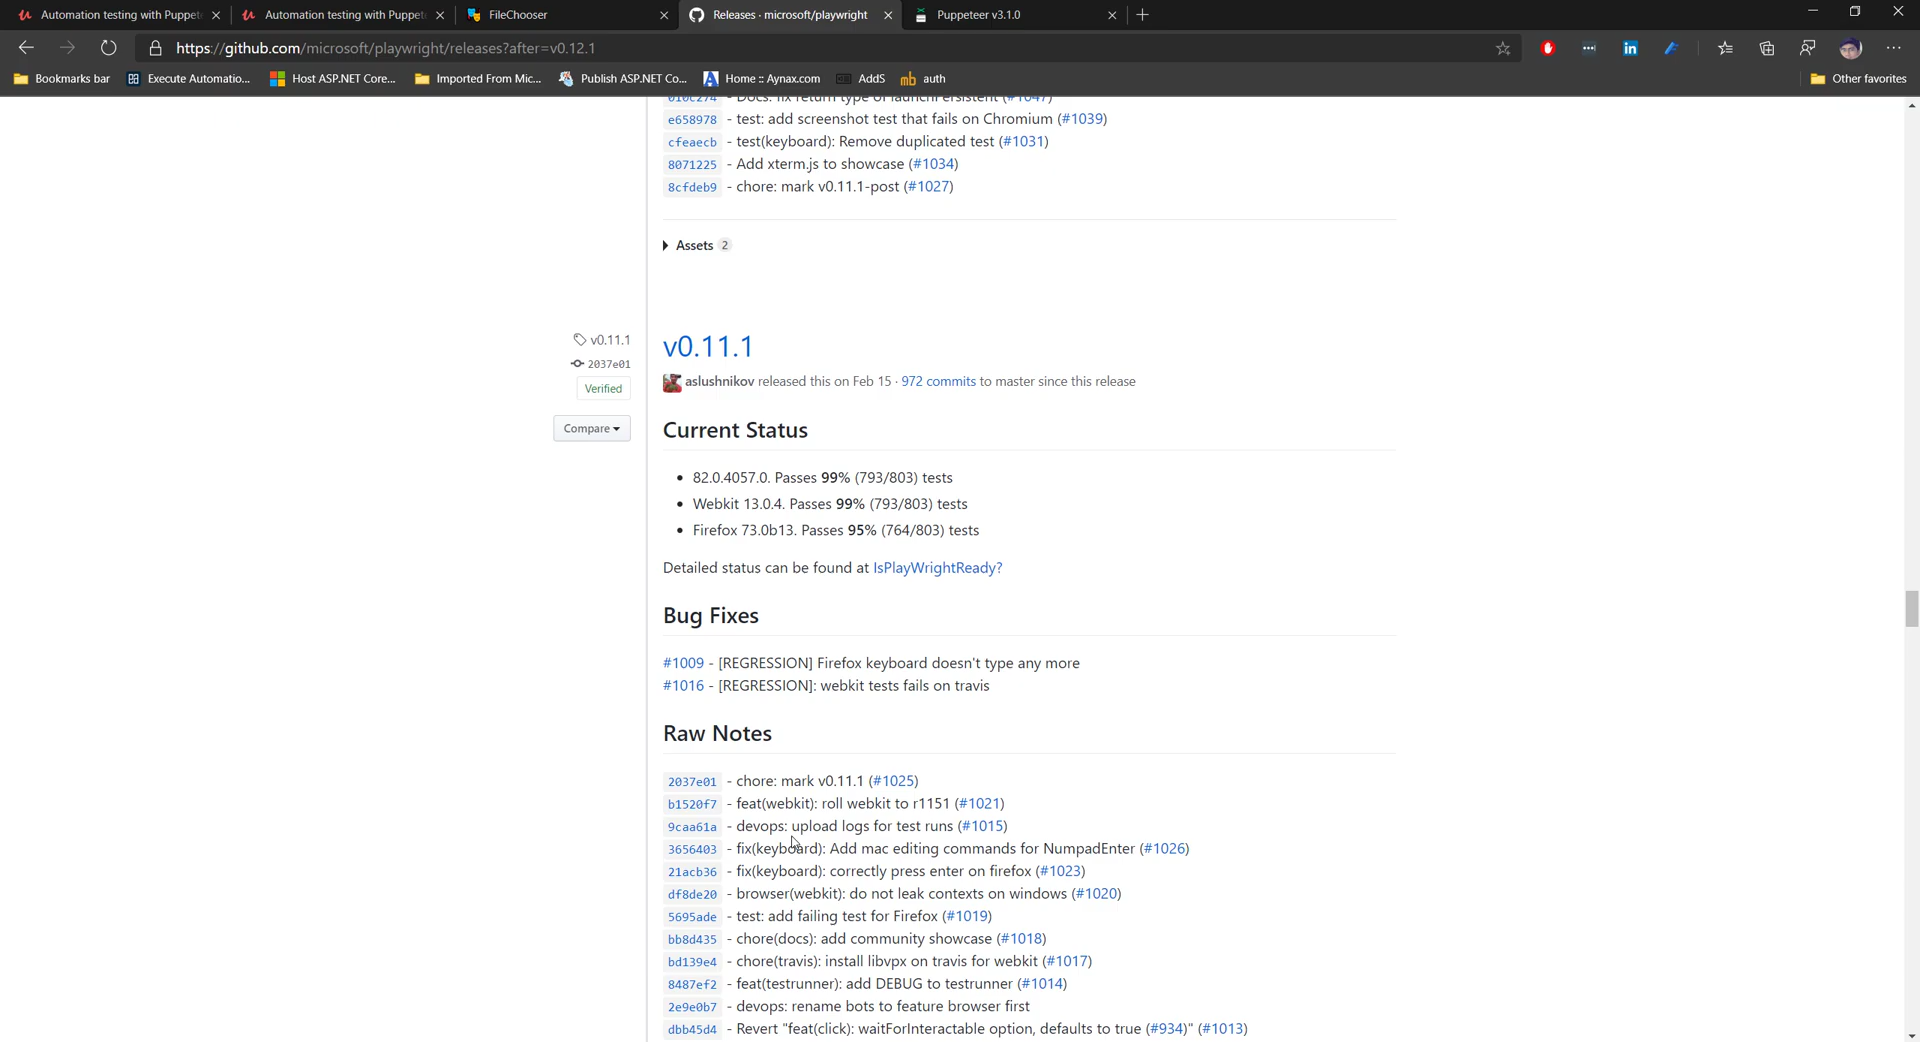 Automation testing with Puppet
Automation testing with Puppet
FileChooser
Releases · microsoft/playwright
Puppeteer v3.1.0
https://github.com/microsoft/playwright/releases?after=v0.12.1
Bookmarks bar
Execute Automatio...
Host ASP.NET Core...
Imported From Mic...
Publish ASP.NET Co...
Home :: Aynax.com
AddS
auth
Other favorites
010c274 - Docs: fix return type of launchPersistent (#1047)
e658978 - test: add screenshot test that fails on Chromium (#1039)
cfeaecb - test(keyboard): Remove duplicated test (#1031)
8071225 - Add xterm.js to showcase (#1034)
8cfdeb9 - chore: mark v0.11.1-post (#1027)
Assets 2
v0.11.1
2037e01
Verified
Compare
v0.11.1
aslushnikov released this on Feb 15 · 972 commits to master since this release
Current Status
• 82.0.4057.0. Passes 99% (793/803) tests
• Webkit 13.0.4. Passes 99% (793/803) tests
• Firefox 73.0b13. Passes 95% (764/803) tests
Detailed status can be found at IsPlayWrightReady?
Bug Fixes
#1009 - [REGRESSION] Firefox keyboard doesn't type any more
#1016 - [REGRESSION]: webkit tests fails on travis
Raw Notes
2037e01 - chore: mark v0.11.1 (#1025)
b1520f7 - feat(webkit): roll webkit to r1151 (#1021)
9caa61a - devops: upload logs for test runs (#1015)
3656403 - fix(keyboard): Add mac editing commands for NumpadEnter (#1026)
21acb36 - fix(keyboard): correctly press enter on firefox (#1023)
df8de20 - browser(webkit): do not leak contexts on windows (#1020)
5695ade - test: add failing test for Firefox (#1019)
bb8d435 - chore(docs): add community showcase (#1018)
bd139e4 - chore(travis): install libvpx on travis for webkit (#1017)
8487ef2 - feat(testrunner): add DEBUG to testrunner (#1014)
2e9e0b7 - devops: rename bots to feature browser first
dbb45d4 - Revert "feat(click): waitForInteractable option, defaults to true (#934)" (#1013)